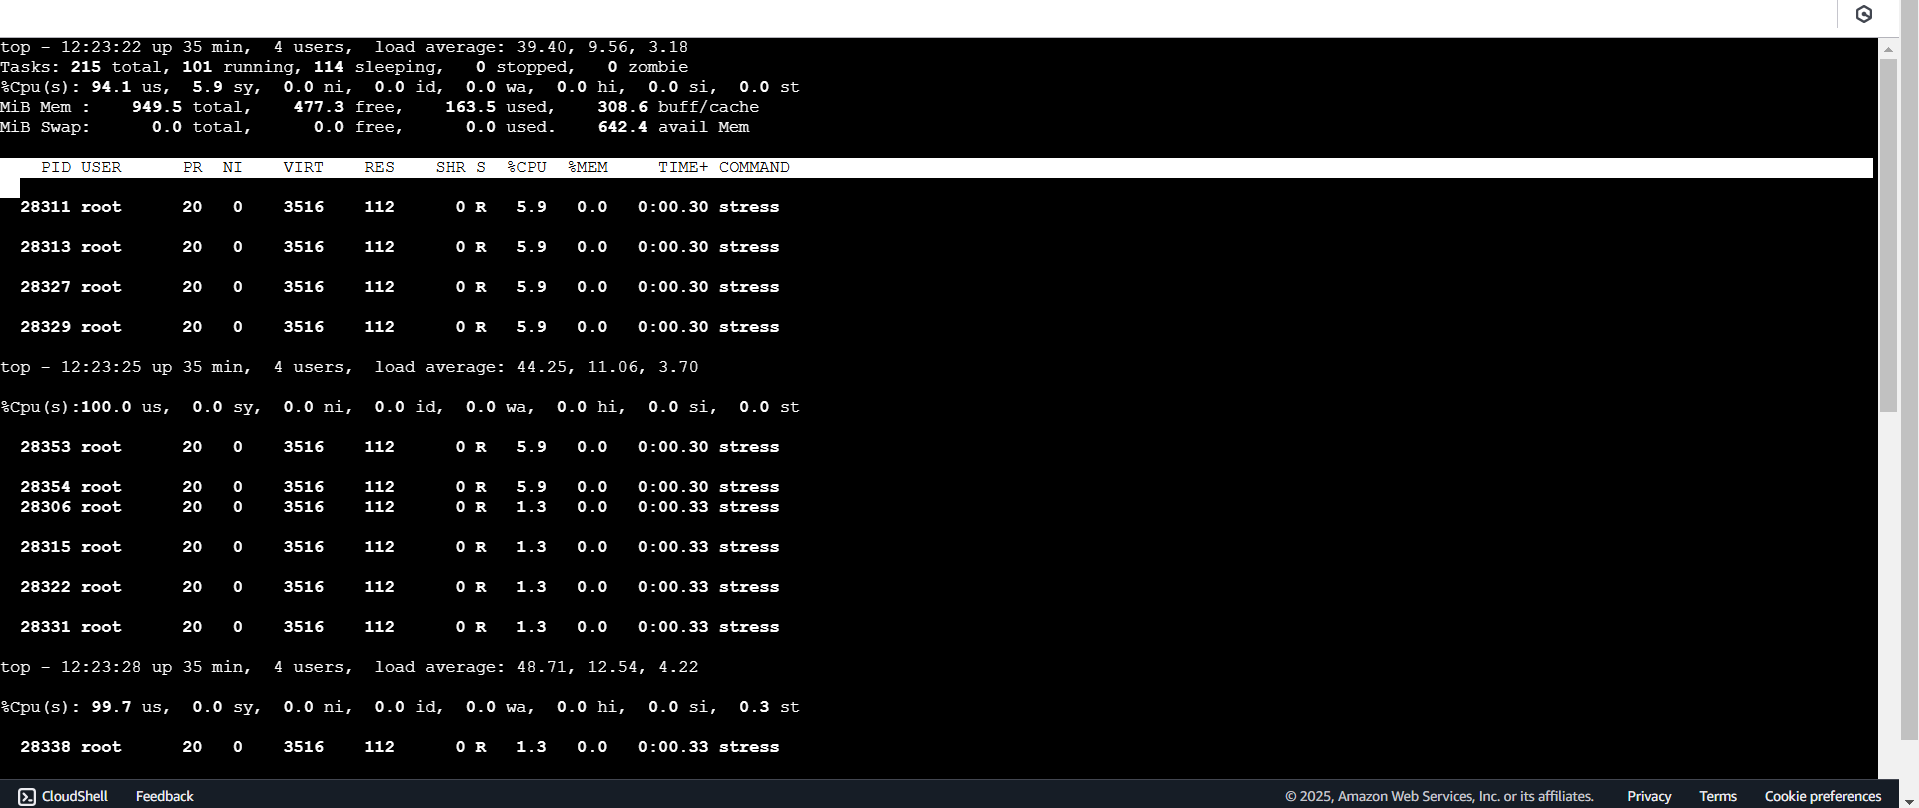 top - 12:23:22 up 35 min,  4 users,  load average: 39.40, 9.56, 3.18
Tasks: 215 total, 101 running, 114 sleeping,   0 stopped,   0 zombie
%Cpu(s): 94.1 us,  5.9 sy,  0.0 ni,  0.0 id,  0.0 wa,  0.0 hi,  0.0 si,  0.0 st
MiB Mem :    949.5 total,    477.3 free,    163.5 used,    308.6 buff/cache
MiB Swap:      0.0 total,      0.0 free,      0.0 used.    642.4 avail Mem
    PID USER      PR  NI    VIRT    RES    SHR S  %CPU  %MEM     TIME+ COMMAND
  28311 root      20   0    3516    112      0 R   5.9   0.0   0:00.30 stress
  28313 root      20   0    3516    112      0 R   5.9   0.0   0:00.30 stress
  28327 root      20   0    3516    112      0 R   5.9   0.0   0:00.30 stress
  28329 root      20   0    3516    112      0 R   5.9   0.0   0:00.30 stress
top - 12:23:25 up 35 min,  4 users,  load average: 44.25, 11.06, 3.70
%Cpu(s):100.0 us,  0.0 sy,  0.0 ni,  0.0 id,  0.0 wa,  0.0 hi,  0.0 si,  0.0 st
  28353 root      20   0    3516    112      0 R   5.9   0.0   0:00.30 stress
  28354 root      20   0    3516    112      0 R   5.9   0.0   0:00.30 stress
  28306 root      20   0    3516    112      0 R   1.3   0.0   0:00.33 stress
  28315 root      20   0    3516    112      0 R   1.3   0.0   0:00.33 stress
  28322 root      20   0    3516    112      0 R   1.3   0.0   0:00.33 stress
  28331 root      20   0    3516    112      0 R   1.3   0.0   0:00.33 stress
top - 12:23:28 up 35 min,  4 users,  load average: 48.71, 12.54, 4.22
%Cpu(s): 99.7 us,  0.0 sy,  0.0 ni,  0.0 id,  0.0 wa,  0.0 hi,  0.0 si,  0.3 st
  28338 root      20   0    3516    112      0 R   1.3   0.0   0:00.33 stress
CloudShell Feedback © 2025, Amazon Web Services, Inc. or its affiliates. Privacy Terms Cookie preferences